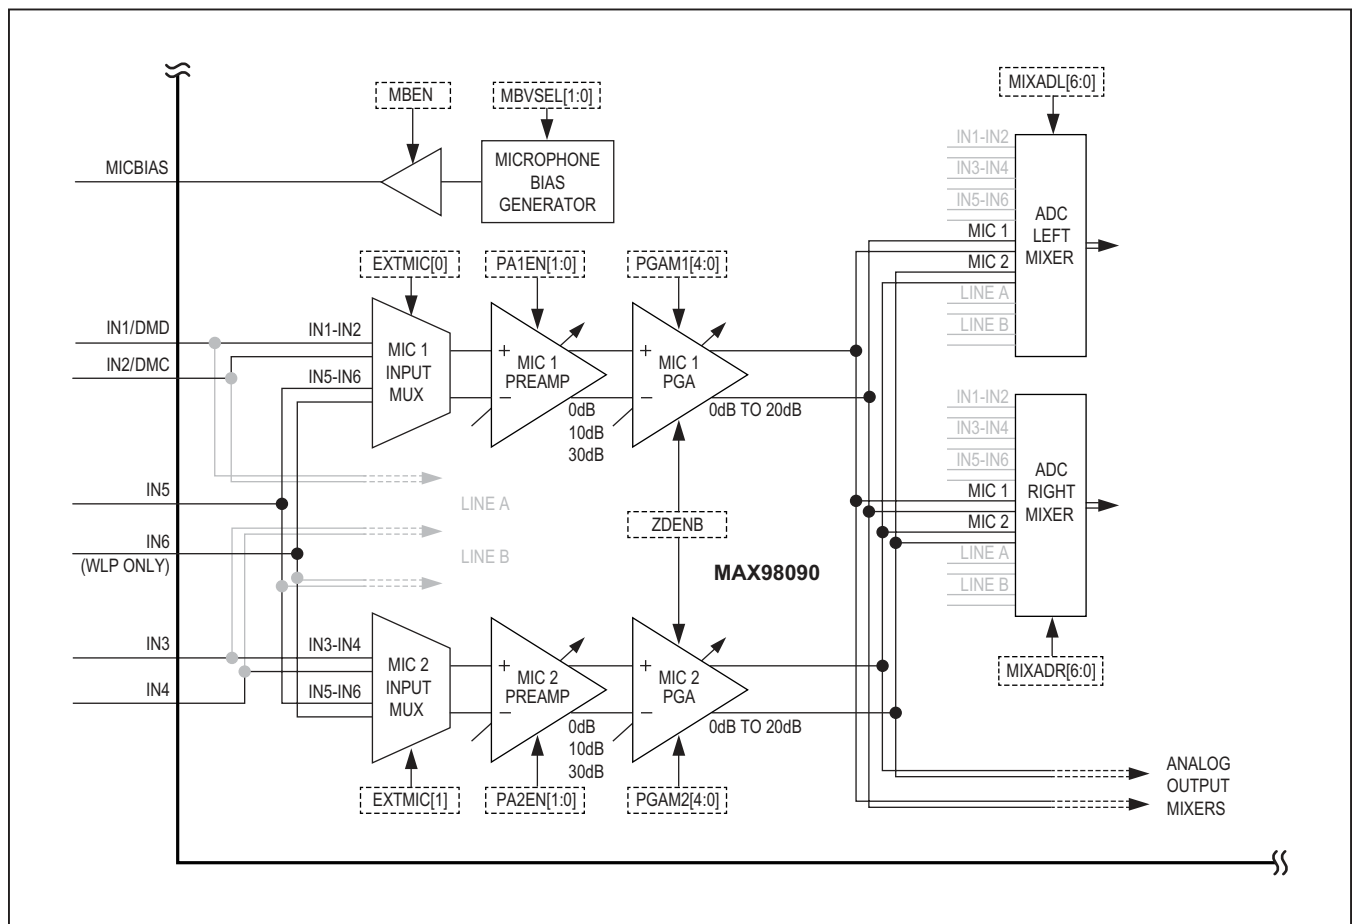 MBEN
MBVSEL[1:0]
MIXADL[6:0]
MICBIAS
MICROPHONE
BIAS
GENERATOR
IN1-IN2
IN3-IN4
IN5-IN6
MIC 1
MIC 2
LINE A
LINE B
ADC
LEFT
MIXER
EXTMIC[0]
PA1EN[1:0]
PGAM1[4:0]
IN1/DMD
IN2/DMC
IN1-IN2
IN5-IN6
MIC 1
INPUT
MUX
+
MIC 1
PREAMP
−
0dB
10dB
30dB
+
MIC 1
PGA
−
0dB TO 20dB
IN1-IN2
IN3-IN4
IN5-IN6
MIC 1
MIC 2
LINE A
LINE B
ADC
RIGHT
MIXER
IN5
IN6
(WLP ONLY)
LINE A
LINE B
ZDENB
MAX98090
IN3
IN4
IN3-IN4
IN5-IN6
MIC 2
INPUT
MUX
+
MIC 2
PREAMP
−
0dB
10dB
30dB
+
MIC 2
PGA
−
0dB TO 20dB
MIXADR[6:0]
EXTMIC[1]
PA2EN[1:0]
PGAM2[4:0]
ANALOG
OUTPUT
MIXERS